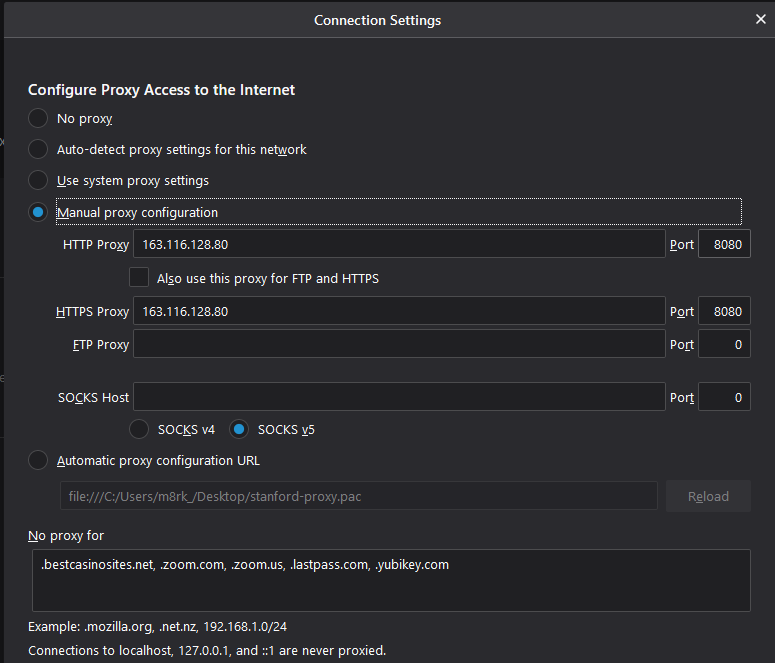 Connection Settings
Configure Proxy Access to the Internet
No proxy
Auto-detect proxy settings for this network
Use system proxy settings
Manual proxy configuration
HTTP Proxy 163.116.128.80 Port 8080
Also use this proxy for FTP and HTTPS
HTTPS Proxy 163.116.128.80 Port 8080
FTP Proxy Port 0
SOCKS Host Port 0
SOCKS v4 SOCKS v5
Automatic proxy configuration URL
file:///C:/Users/m8rk_/Desktop/stanford-proxy.pac Reload
No proxy for
.bestcasinosites.net, .zoom.com, .zoom.us, .lastpass.com, .yubikey.com
Example: .mozilla.org, .net.nz, 192.168.1.0/24
Connections to localhost, 127.0.0.1, and ::1 are never proxied.